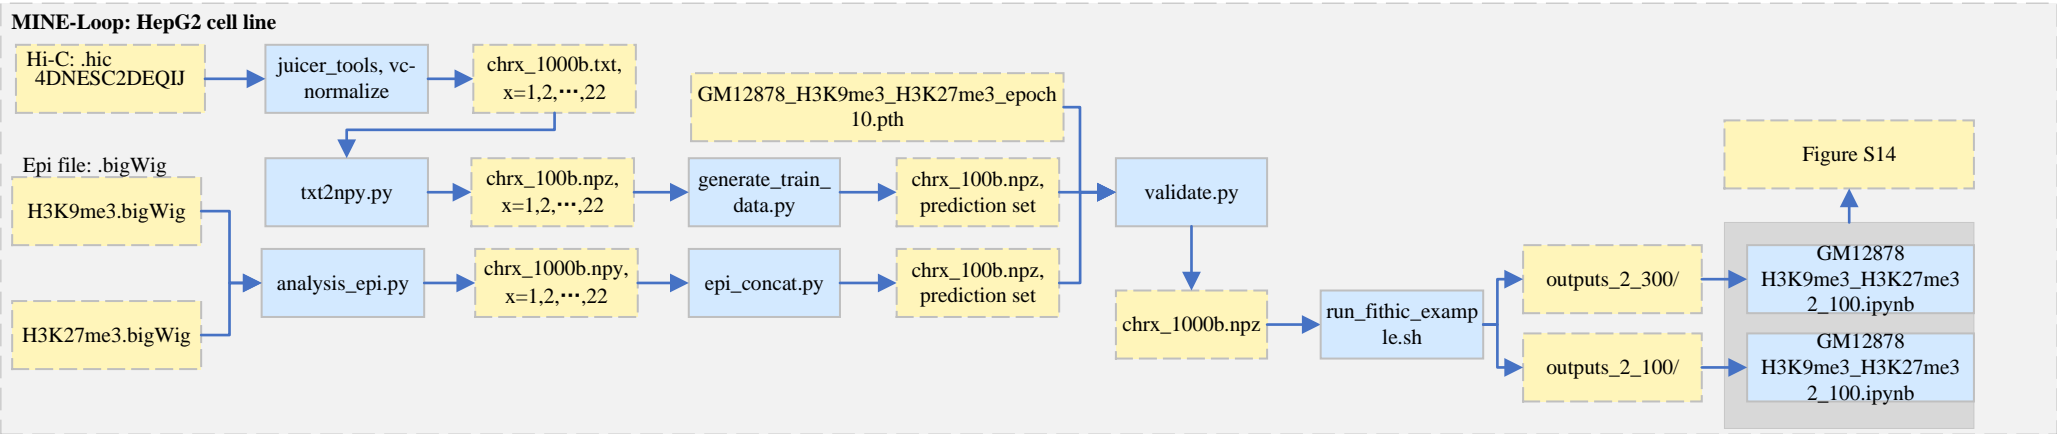 MINE-Loop: HepG2 cell line
Hi-C: .hic
4DNESC2DEQIJ
juicer_tools, vc-
normalize
chrx_1000b.txt,
x=1,2,⋯,22
GM12878_H3K9me3_H3K27me3_epoch
10.pth
Epi file: .bigWig
H3K9me3.bigWig
H3K27me3.bigWig
txt2npy.py
chrx_100b.npz,
x=1,2,⋯,22
generate_train_
data.py
chrx_100b.npz,
prediction set
validate.py
analysis_epi.py
chrx_1000b.npy,
x=1,2,⋯,22
epi_concat.py
chrx_100b.npz,
prediction set
chrx_1000b.npz
run_fithic_examp
le.sh
outputs_2_300/
outputs_2_100/
Figure S14
GM12878
H3K9me3_H3K27me3
2_100.ipynb
GM12878
H3K9me3_H3K27me3
2_100.ipynb